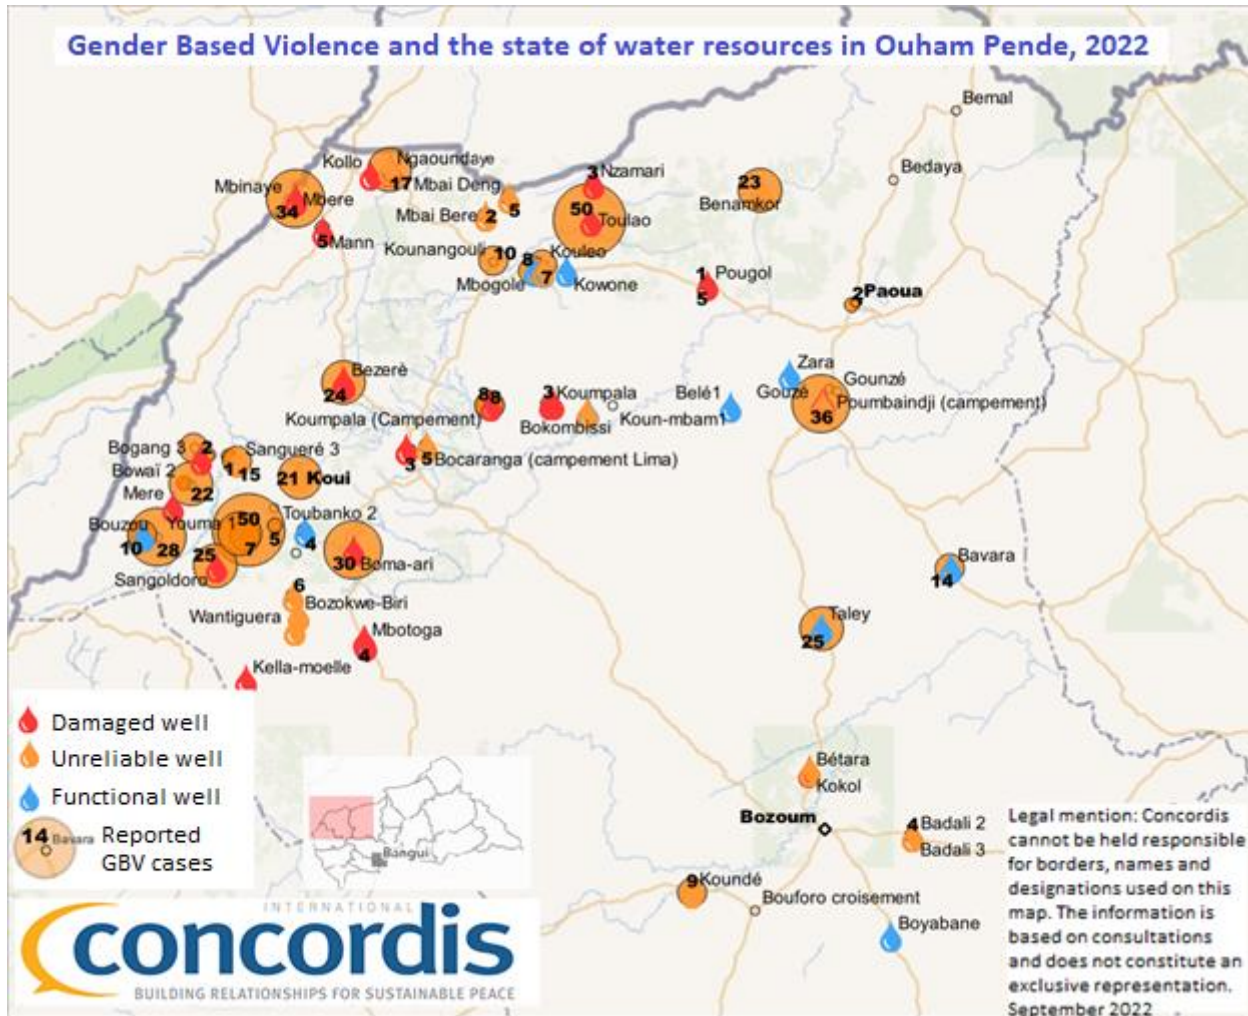 Gender Based Violence and the state of water resources in Ouham Pende, 2022
Bemal
Kollo
Ngaoundaye
Bedaya
Mbinaye
17 Mbai Deng
3 Nzamari
23
Mbere
34
Mbai Bere 2
5
50
Toulao
Benamkor
5 Mann
Kounangouli 10
8 Kouleo
7
Mbogole
Kowone
1
5
Pougol
2 Paoua
Bezerè
24
Zara
Gounzé
Gouzé
Poumbaindji (campement)
36
88
Koumpala (Campement)
3 Koumpala
Bokombissi
Koun-mbam1
Belé1
Bogang 3 2
Sangueré 3
1 15
3
5 Bocaranga (campement Lima)
Bowaï 2
22
21 Koui
Mere
Bouzou
Youma 1
50
Toubanko 2
10
28
7
5
4
25
Sangoldoro
30 Boma-ari
Bavara
14
6
Bozokwe-Biri
Wantiguera
Mbotoga
4
Taley
25
Kella-moelle
Damaged well
Unreliable well
Functional well
14 Bavara
Reported
GBV cases
Bangui
Bétara
Kokol
Bozoum
4 Badali 2
Badali 3
9 Koundé
Bouforo croisement
Boyabane
Legal mention: Concordis
cannot be held responsible
for borders, names and
designations used on this
map. The information is
based on consultations
and does not constitute an
exclusive representation.
September 2022
INTERNATIONAL
concordis
BUILDING RELATIONSHIPS FOR SUSTAINABLE PEACE